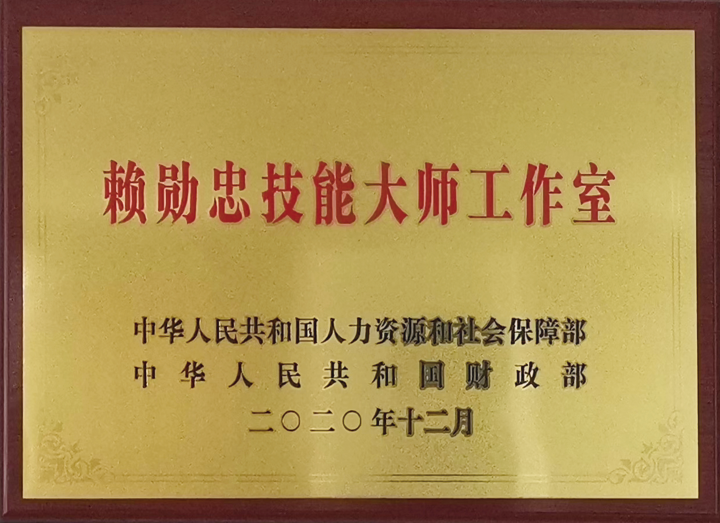 赖勋忠技能大师工作室
中华人民共和国人力资源和社会保障部
中华人民共和国财政部
二〇二〇年十二月